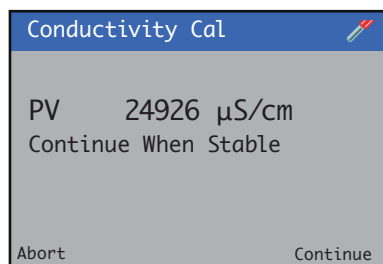 Conductivity Cal
PV 24926 µS/cm
Continue When Stable
Abort Continue